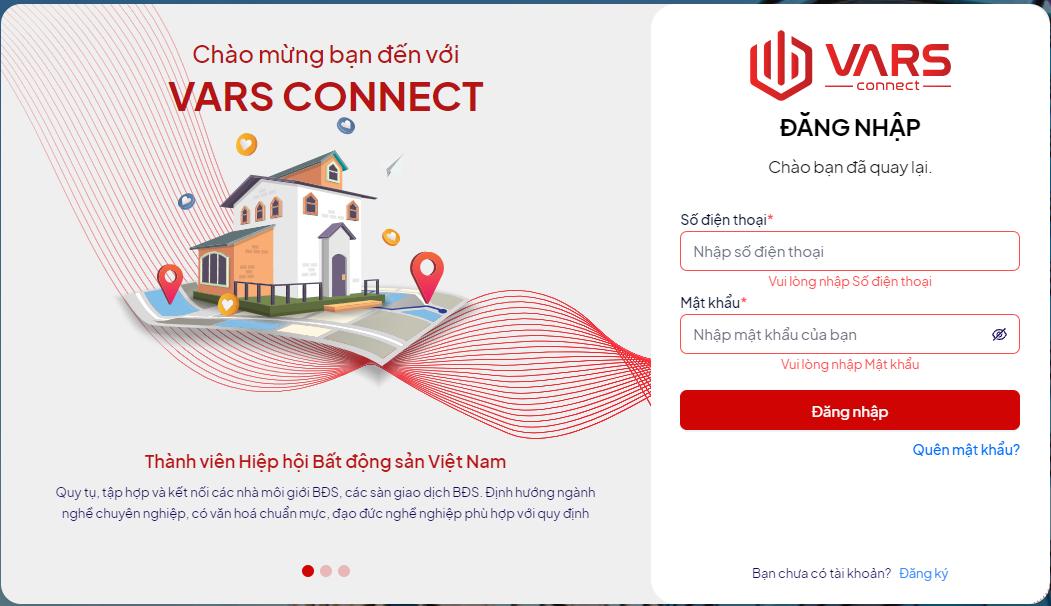 Chào mừng bạn đến với
VARS CONNECT
Thành viên Hiệp hội Bất động sản Việt Nam
Quy tụ, tập hợp và kết nối các nhà môi giới BĐS, các sàn giao dịch BĐS. Định hướng ngành
nghề chuyên nghiệp, có văn hoá chuẩn mực, đạo đức nghề nghiệp phù hợp với quy định
VARS
connect
ĐĂNG NHẬP
Chào bạn đã quay lại.
Số điện thoại*
Nhập số điện thoại
Vui lòng nhập Số điện thoại
Mật khẩu*
Nhập mật khẩu của bạn
Vui lòng nhập Mật khẩu
Đăng nhập
Quên mật khẩu?
Bạn chưa có tài khoản? Đăng ký